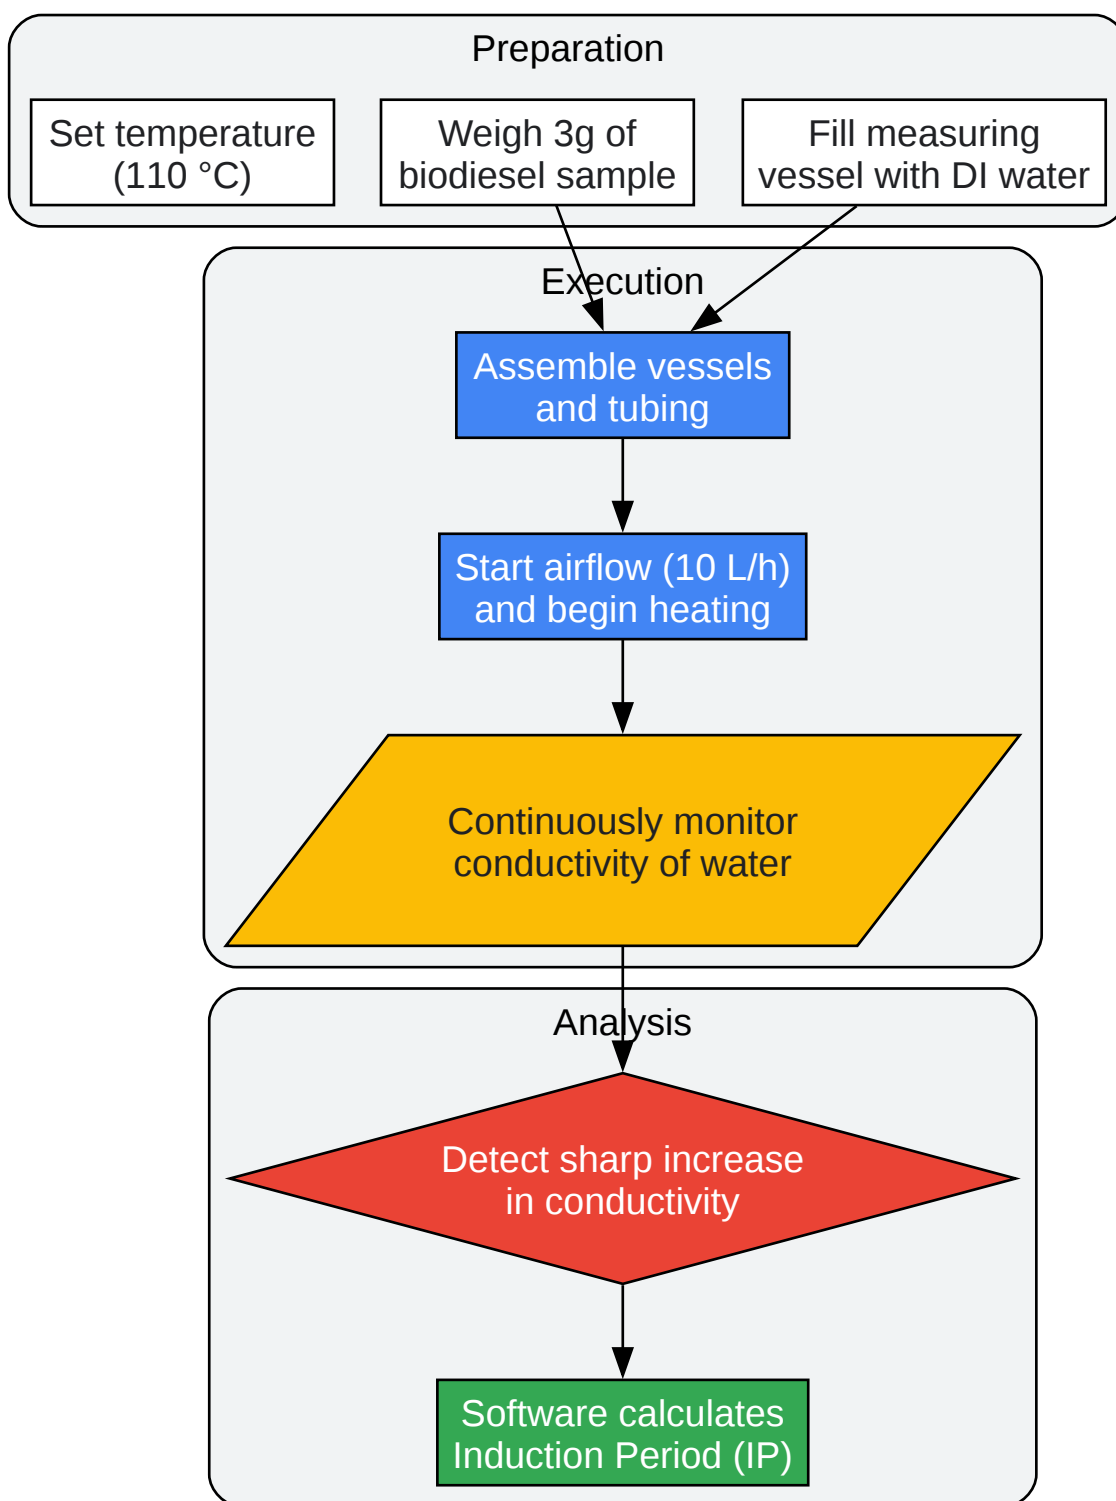 Preparation
Set temperature
(110 °C)
Weigh 3g of
biodiesel sample
Fill measuring
vessel with DI water
Execution
Assemble vessels
and tubing
Start airflow (10 L/h)
and begin heating
Continuously monitor
conductivity of water
Analysis
Detect sharp increase
in conductivity
Software calculates
Induction Period (IP)